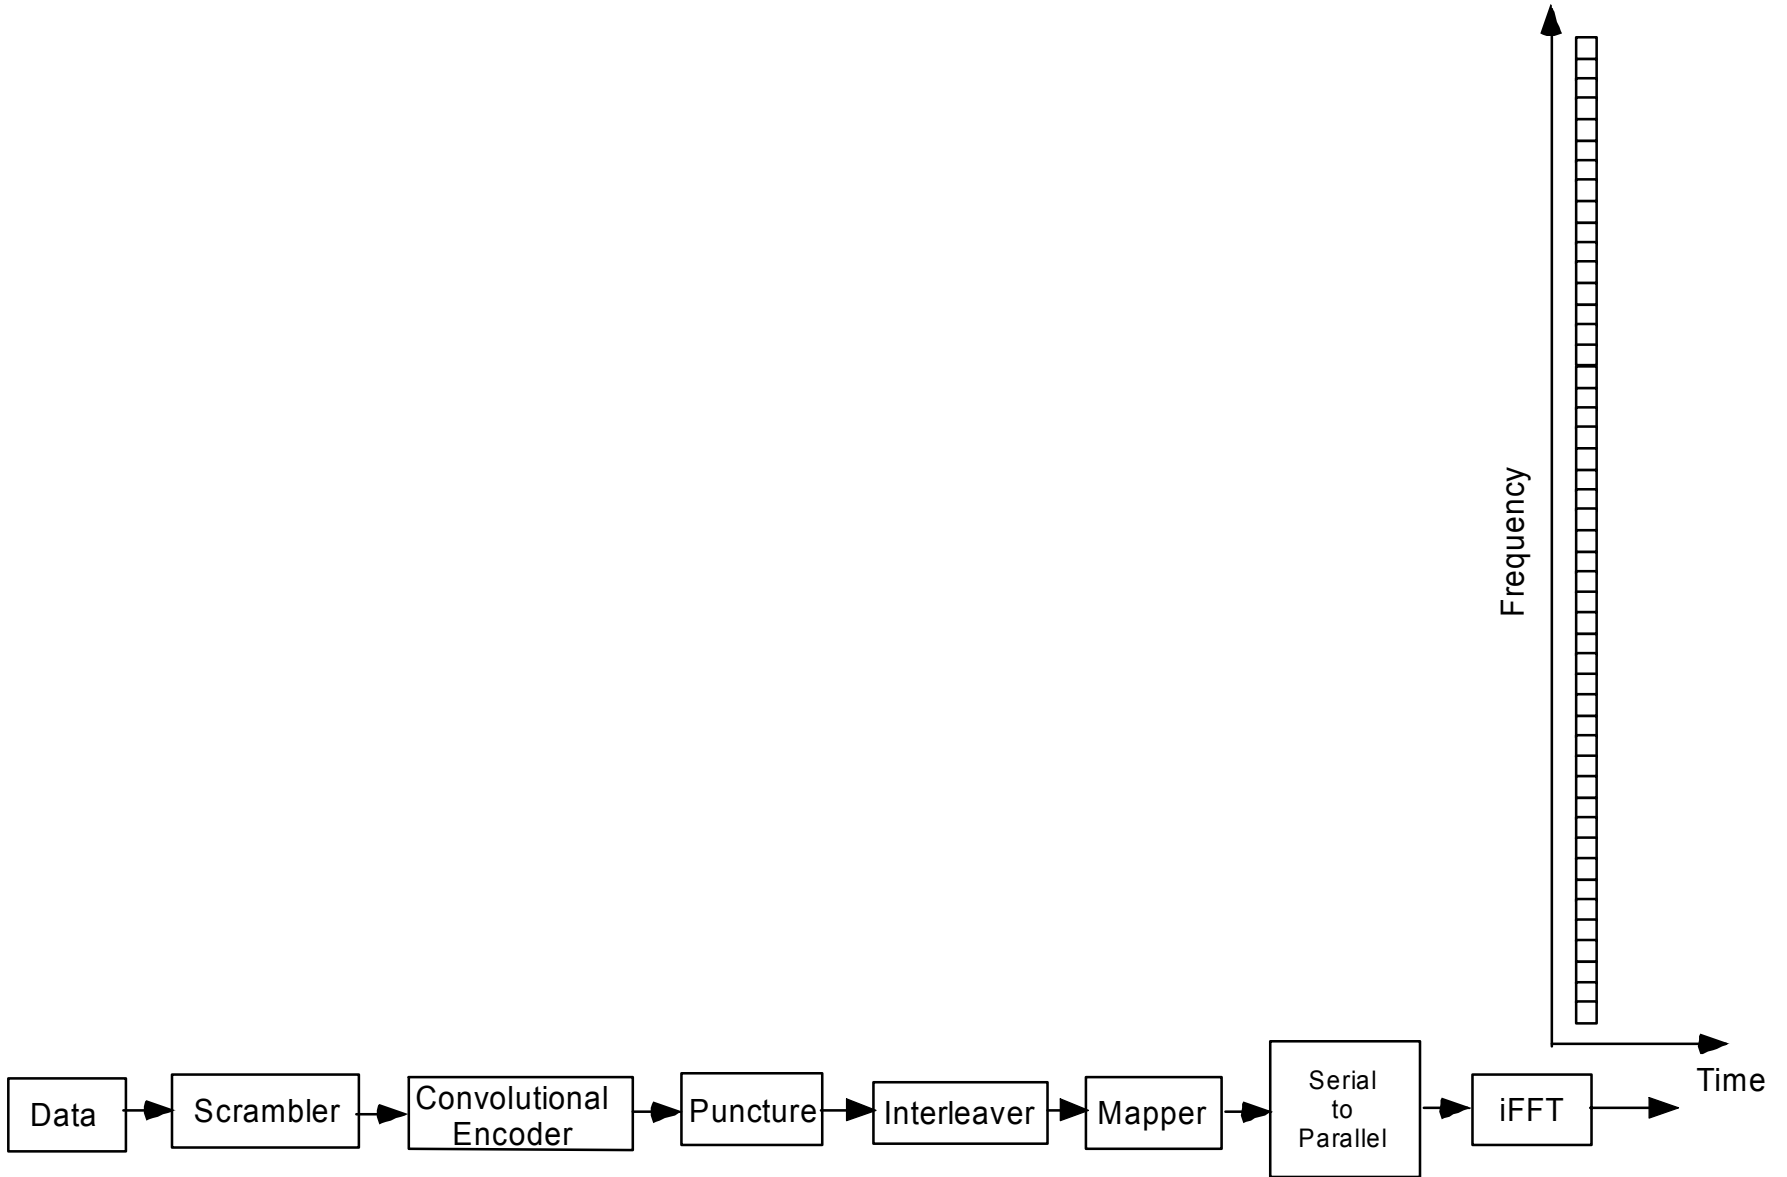 Frequency
Time
Data
Scrambler
Convolutional
Encoder
Puncture
Interleaver
Mapper
Serial
to
Parallel
iFFT